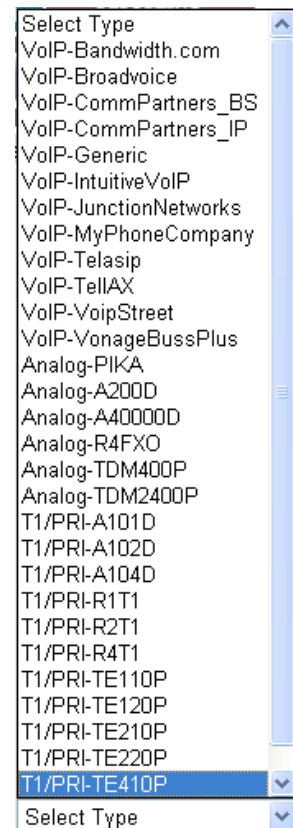 Select Type
VoIP-Bandwidth.com
VoIP-Broadvoice
VoIP-CommPartners_BS
VoIP-CommPartners_IP
VoIP-Generic
VoIP-IntuitiveVoIP
VoIP-JunctionNetworks
VoIP-MyPhoneCompany
VoIP-Telasip
VoIP-TellAX
VoIP-VoipStreet
VoIP-VonageBussPlus
Analog-PIKA
Analog-A200D
Analog-A40000D
Analog-R4FXO
Analog-TDM400P
Analog-TDM2400P
T1/PRI-A101D
T1/PRI-A102D
T1/PRI-A104D
T1/PRI-R1T1
T1/PRI-R2T1
T1/PRI-R4T1
T1/PRI-TE110P
T1/PRI-TE120P
T1/PRI-TE210P
T1/PRI-TE220P
T1/PRI-TE410P
Select Type